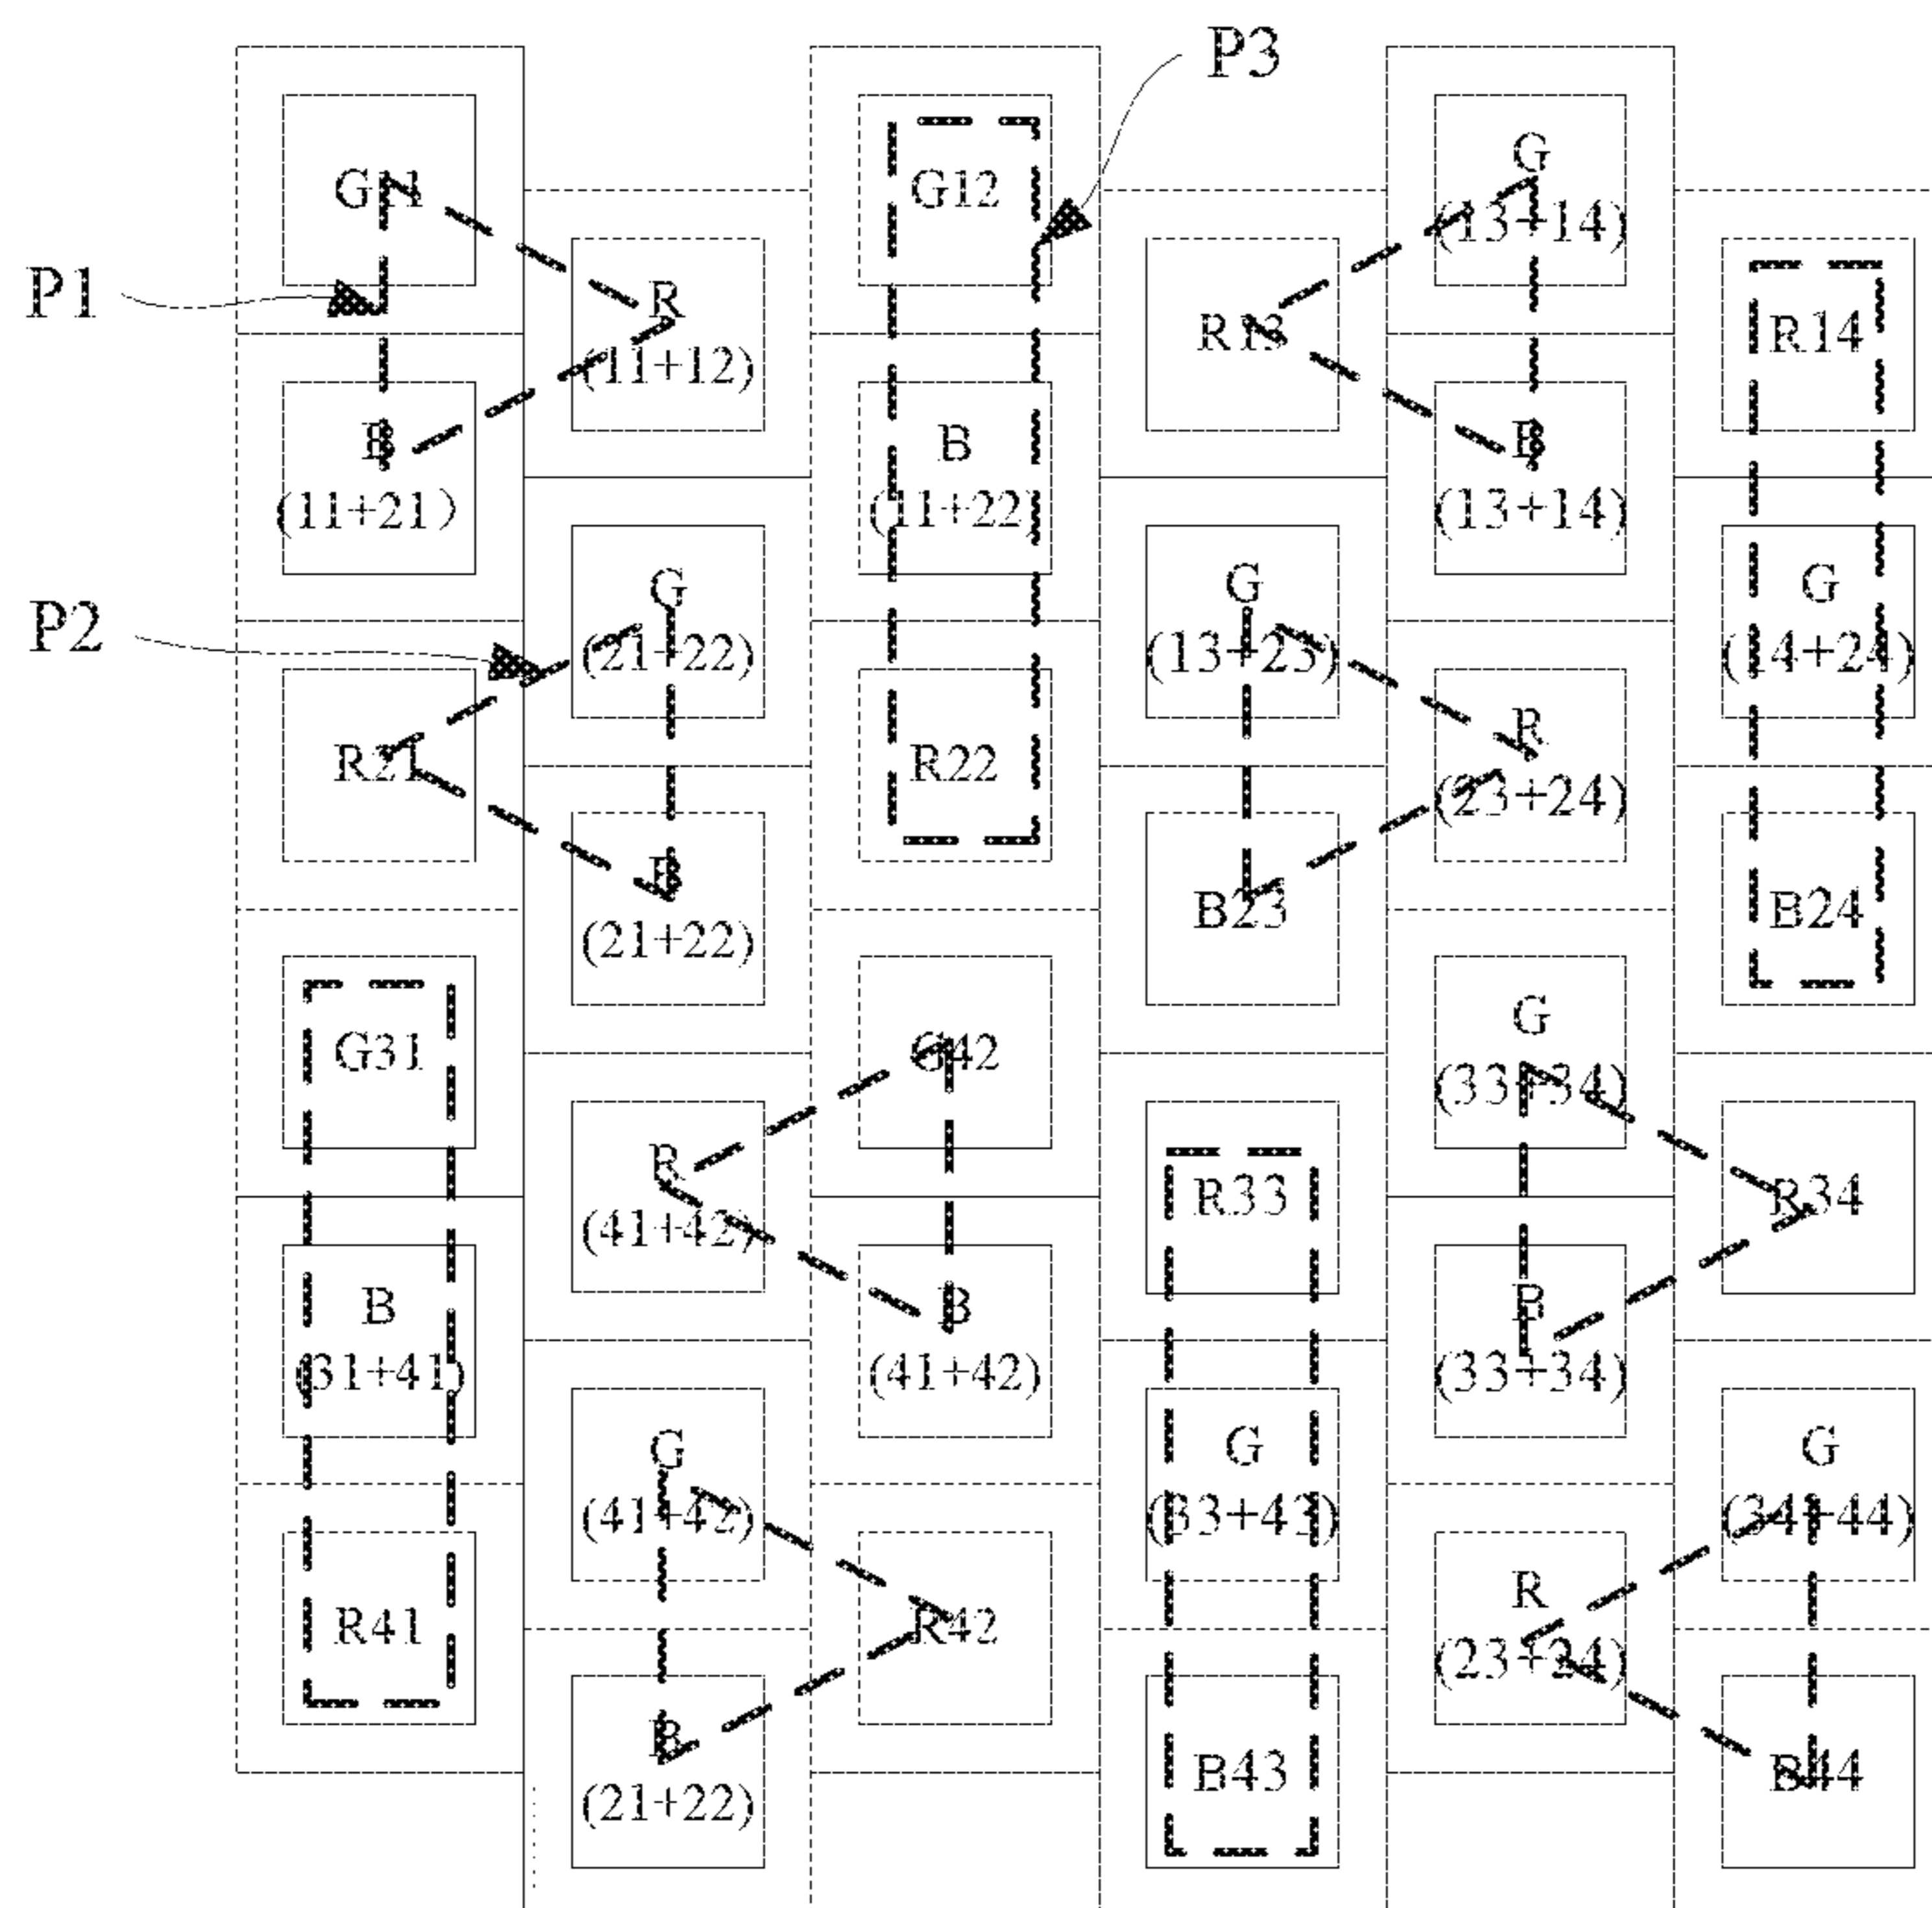 P3
G11
G12
G
(13+14)
P1
R
(11+12)
R13
R14
B
(11+21)
B
(11+22)
B
(13+14)
P2
G
(21+22)
G
(13+23)
G
(14+24)
R21
R22
R
(23+24)
B
(21+22)
B23
B24
G31
G42
G
(33+34)
R
(41+42)
R33
R34
B
(31+41)
B
(41+42)
B
(33+34)
G
(41+42)
G
(33+43)
G
(34+44)
R41
R42
R
(23+24)
B
(21+22)
B43
B44